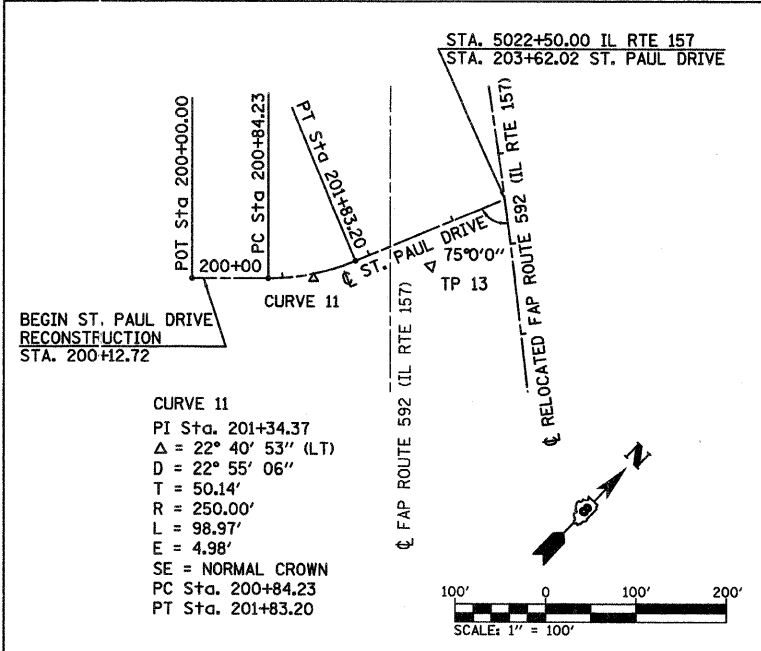 STA. 5022+50.00 IL RTE 157
STA. 203+62.02 ST. PAUL DRIVE
POT Sta 200+00.00
PC Sta 200+84.23
PT Sta 201+83.20
200+00
℄ ST. PAUL DRIVE
75°0'0"
TP 13
CURVE 11
℄ FAP ROUTE 592 (IL RTE 157)
℄ RELOCATED FAP ROUTE 592 (IL RTE 157)
BEGIN ST. PAUL DRIVE
RECONSTRUCTION
STA. 200+12.72
CURVE 11
PI Sta. 201+34.37
Δ = 22° 40' 53" (LT)
D = 22° 55' 06"
T = 50.14'
R = 250.00'
L = 98.97'
E = 4.98'
SE = NORMAL CROWN
PC Sta. 200+84.23
PT Sta. 201+83.20
N
100' 0 100' 200'
SCALE: 1" = 100'